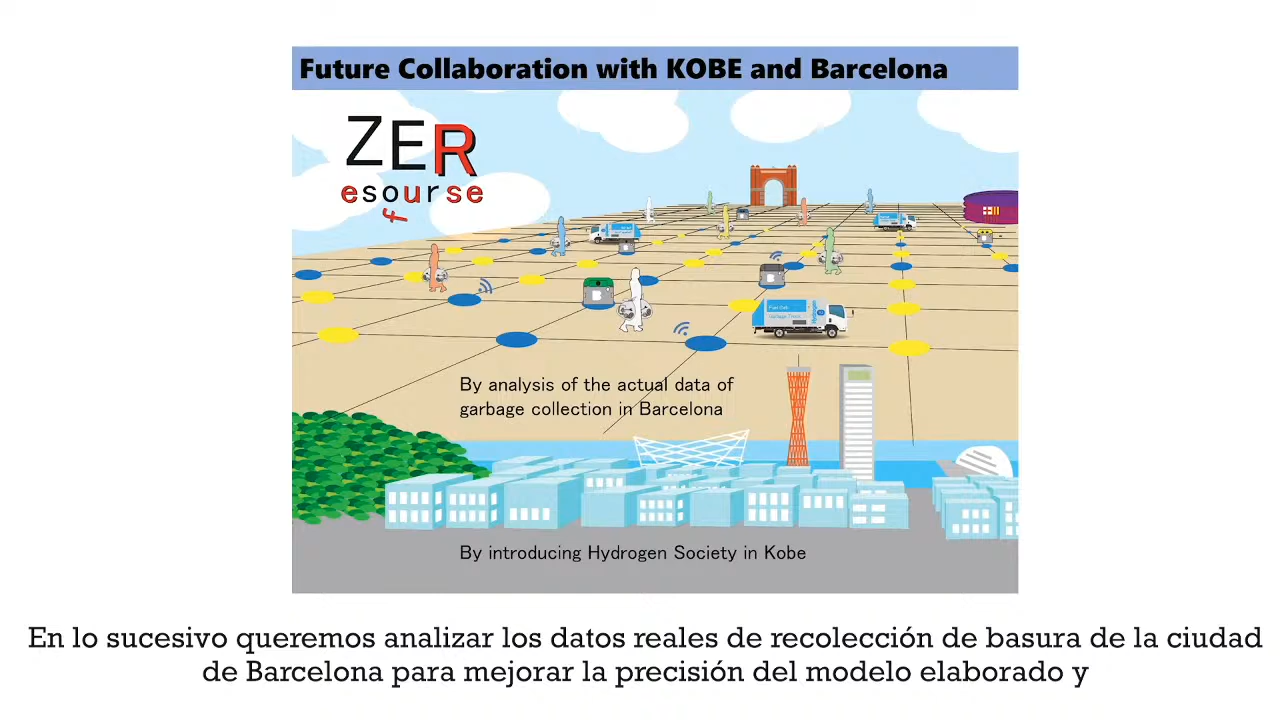 Future Collaboration with KOBE and Barcelona
ZER
esourse
f
By analysis of the actual data of
garbage collection in Barcelona
By introducing Hydrogen Society in Kobe
En lo sucesivo queremos analizar los datos reales de recolección de basura de la ciudad
de Barcelona para mejorar la precisión del modelo elaborado y